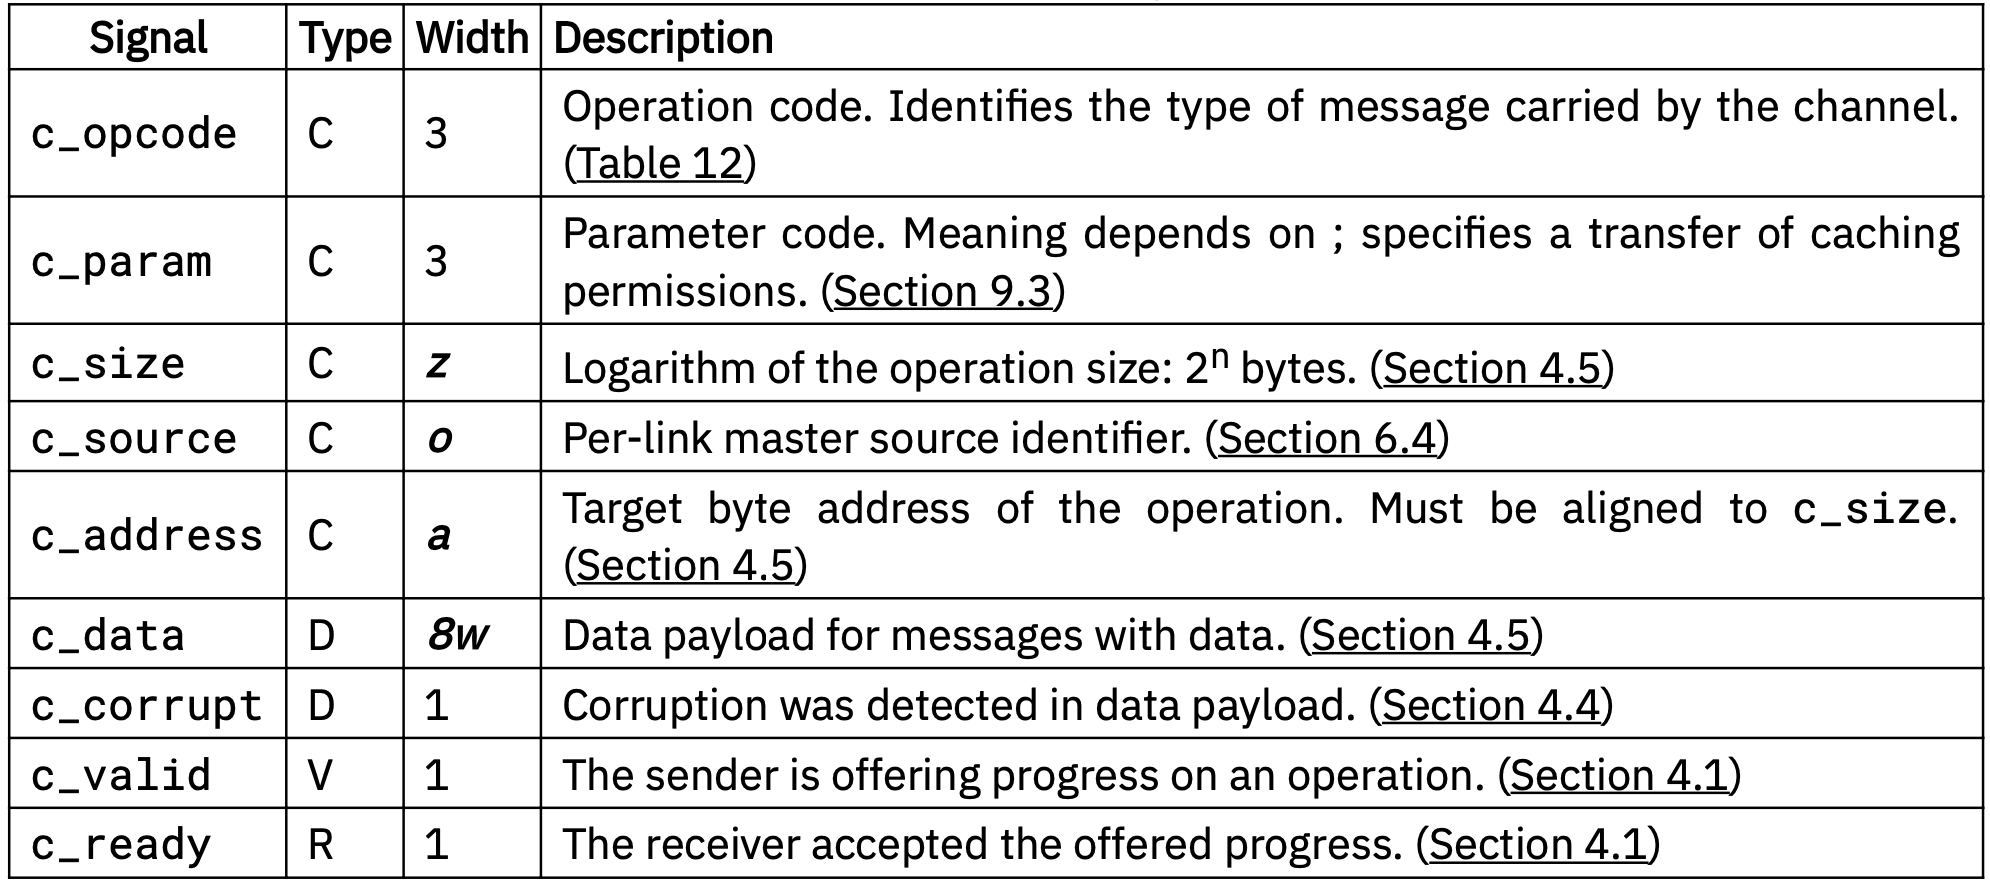 Signal Type Width Description
c_opcode C 3 Operation code. Identifies the type of message carried by the channel.
(Table 12)
c_param C 3 Parameter code. Meaning depends on ; specifies a transfer of caching
permissions. (Section 9.3)
c_size C z Logarithm of the operation size: 2ⁿ bytes. (Section 4.5)
c_source C o Per-link master source identifier. (Section 6.4)
c_address C a Target byte address of the operation. Must be aligned to c_size.
(Section 4.5)
c_data D 8w Data payload for messages with data. (Section 4.5)
c_corrupt D 1 Corruption was detected in data payload. (Section 4.4)
c_valid V 1 The sender is offering progress on an operation. (Section 4.1)
c_ready R 1 The receiver accepted the offered progress. (Section 4.1)